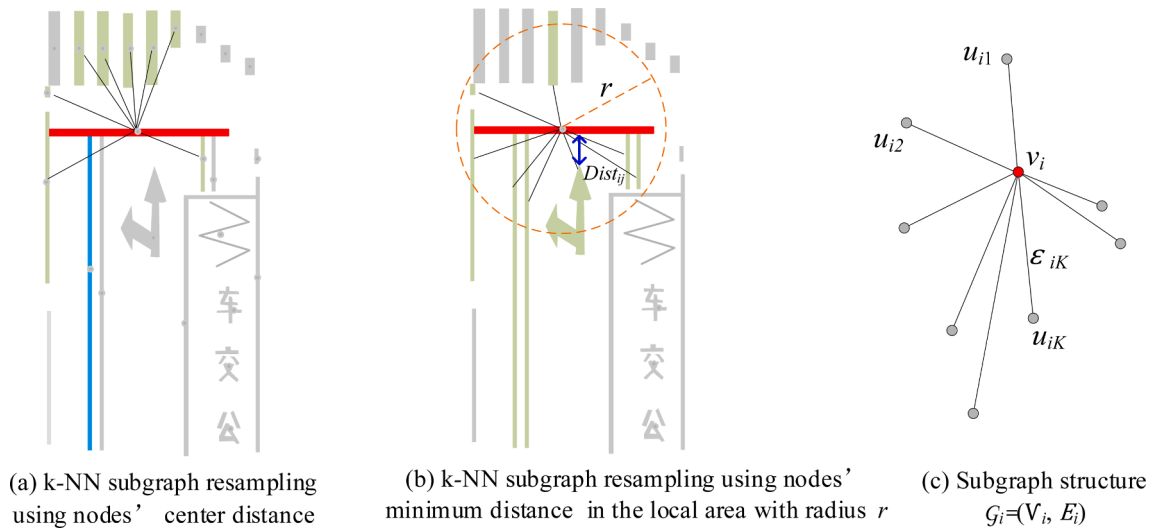 r
Dist_ij
车
交
公
车
交
公
u_i1
u_i2
v_i
ε_iK
u_iK
(a) k-NN subgraph resampling
using nodes’ center distance
(b) k-NN subgraph resampling using nodes’
minimum distance in the local area with radius r
(c) Subgraph structure
𝒢_i=(V_i, E_i)